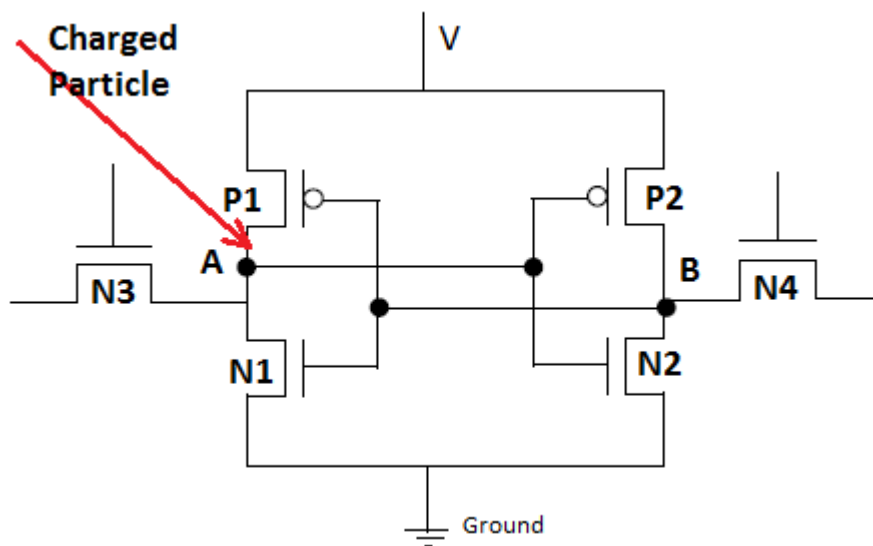 Charged
Particle
V
P1
P2
A
B
N3
N4
N1
N2
Ground